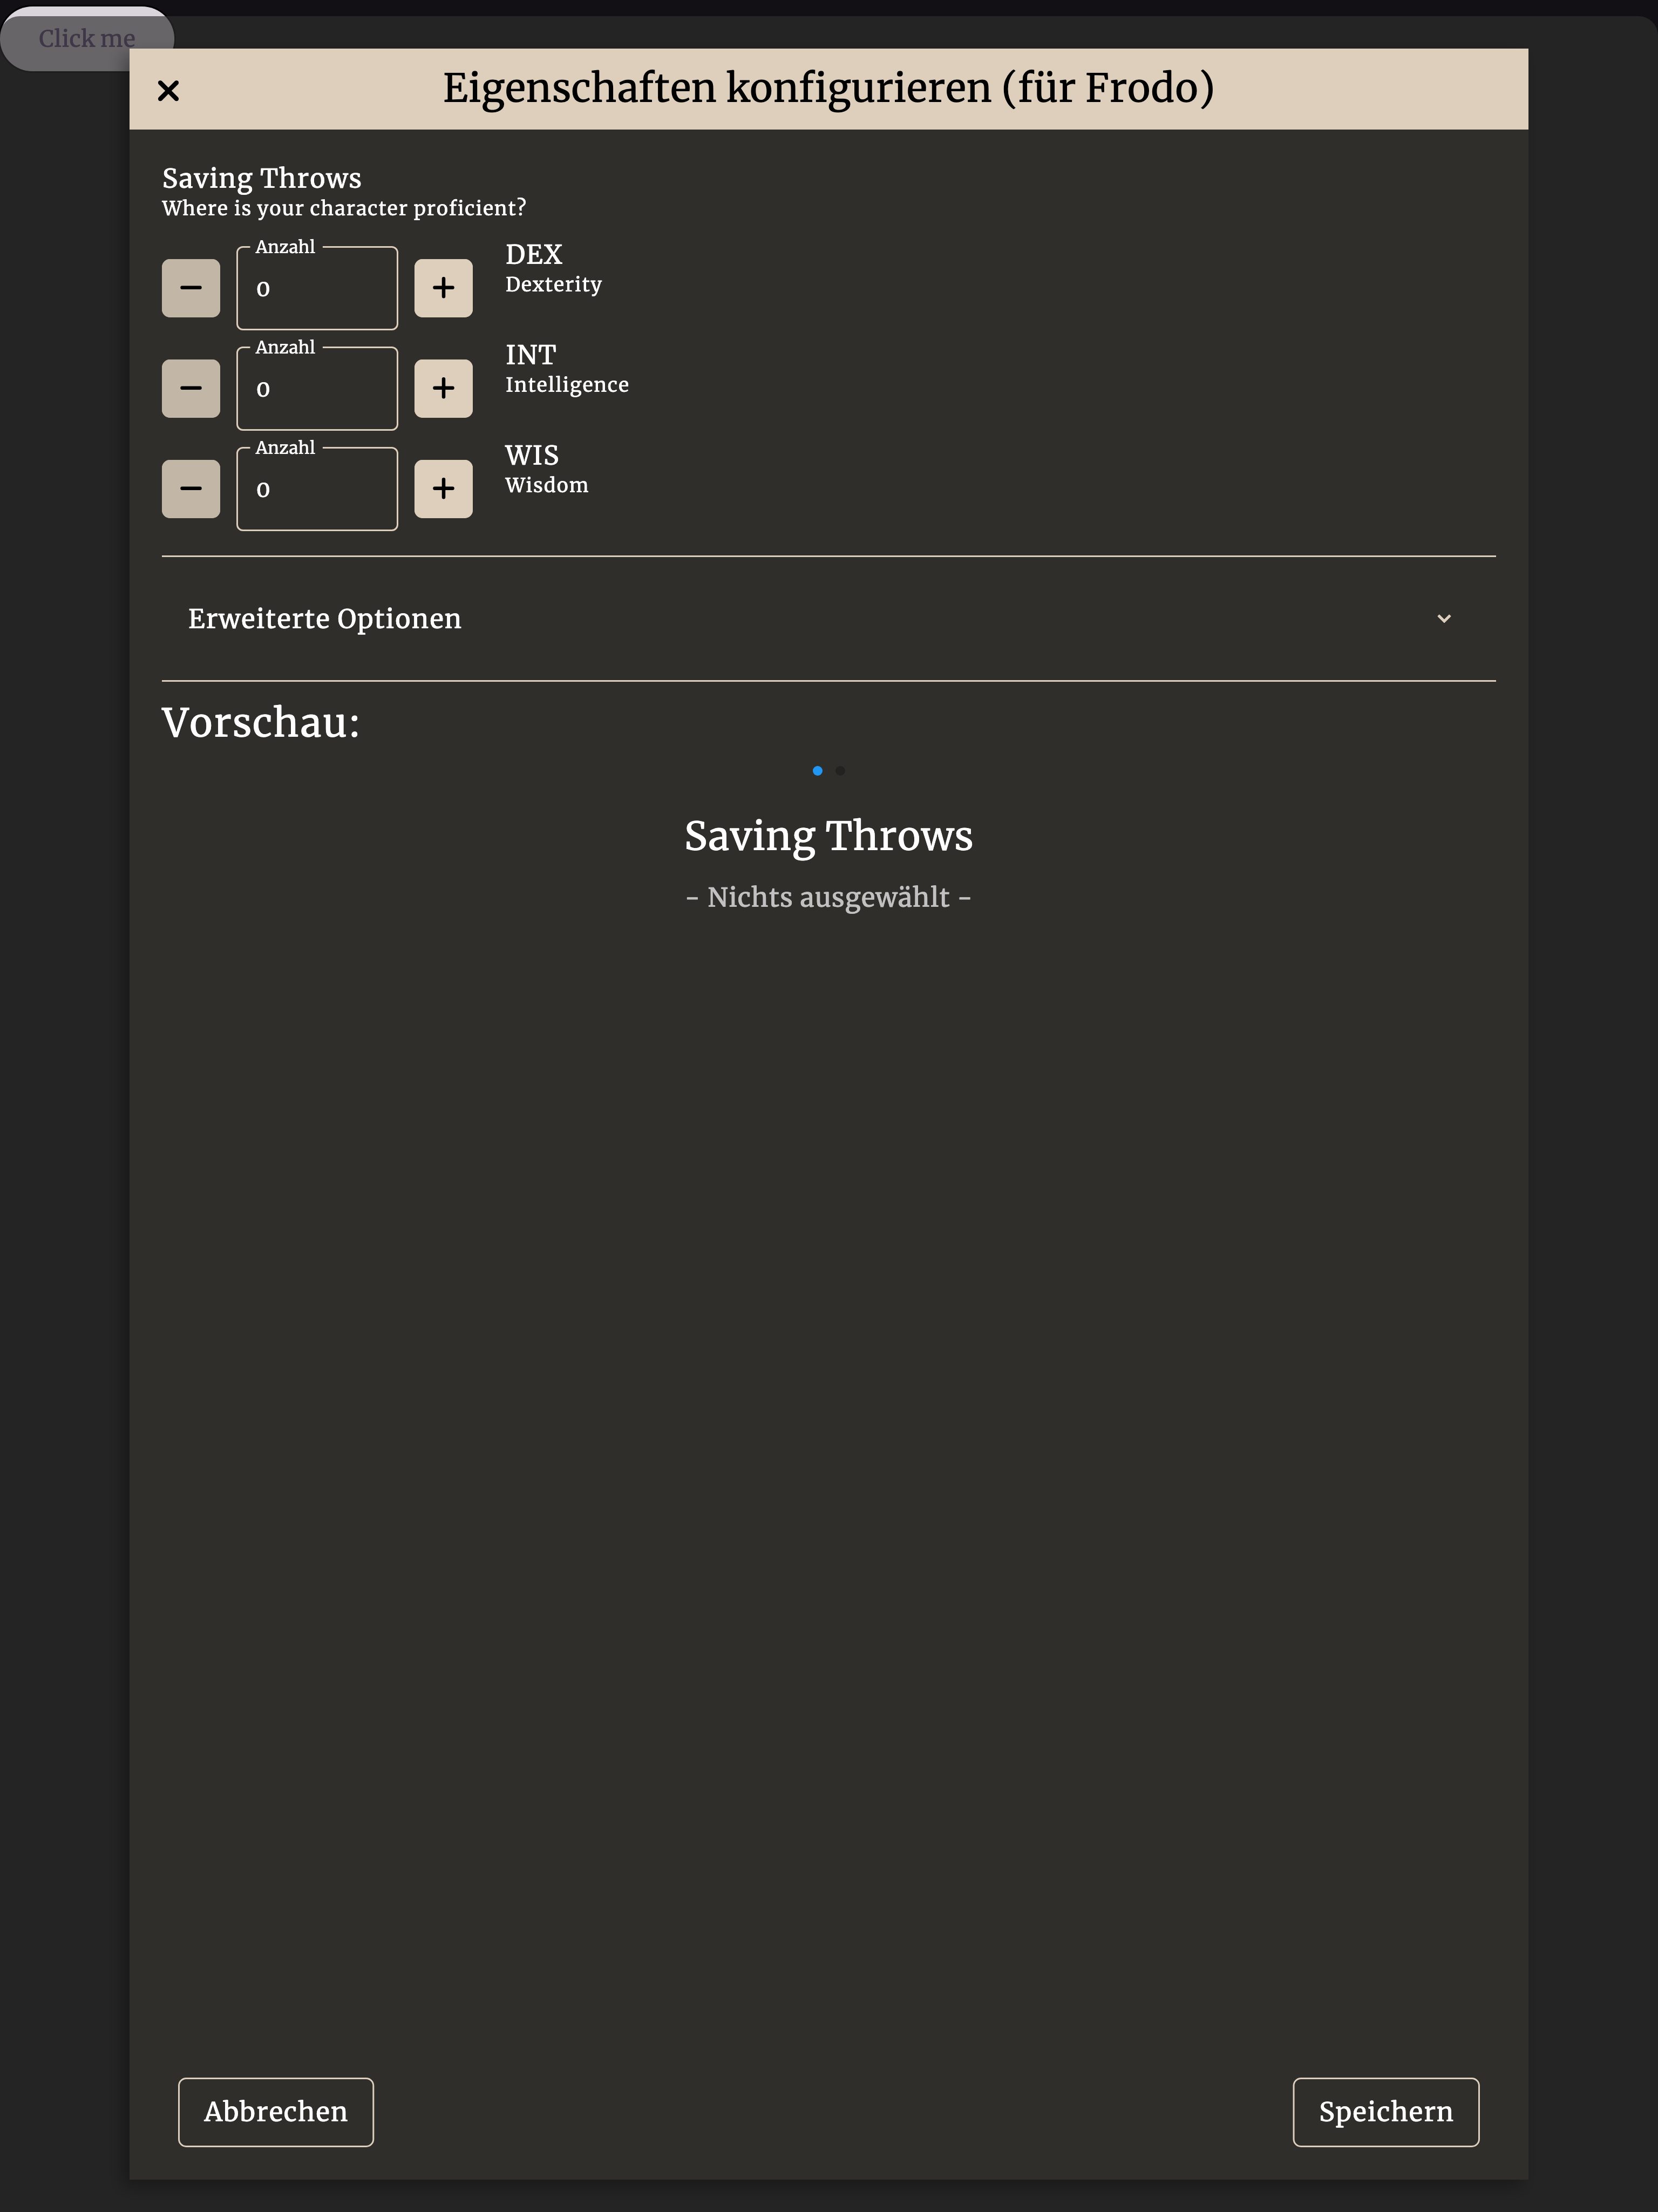 Click me
Eigenschaften konfigurieren (für Frodo)
Saving Throws
Where is your character proficient?
Anzahl
0
DEX
Dexterity
Anzahl
0
INT
Intelligence
Anzahl
0
WIS
Wisdom
Erweiterte Optionen
Vorschau:
Saving Throws
- Nichts ausgewählt -
Abbrechen
Speichern